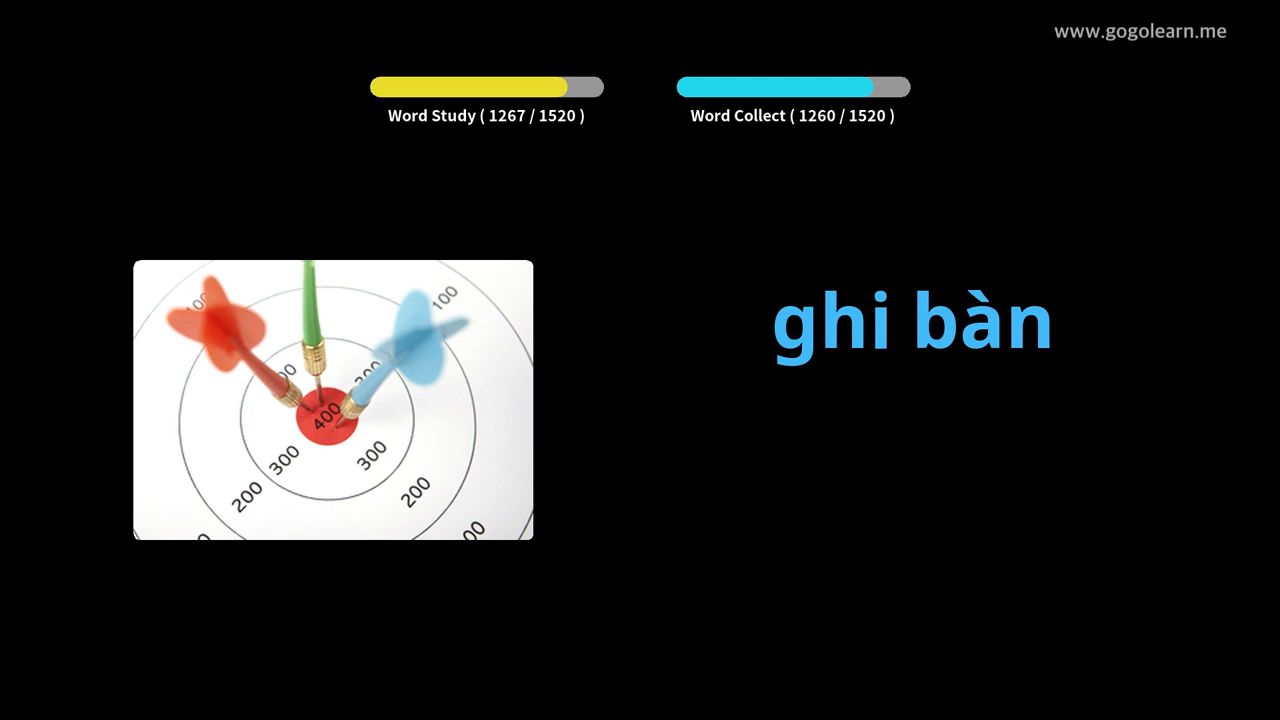 www.gogolearn.me
Word Study ( 1267 / 1520 )
Word Collect ( 1260 / 1520 )
ghi bàn
100
100
200
400
300
300
200
200